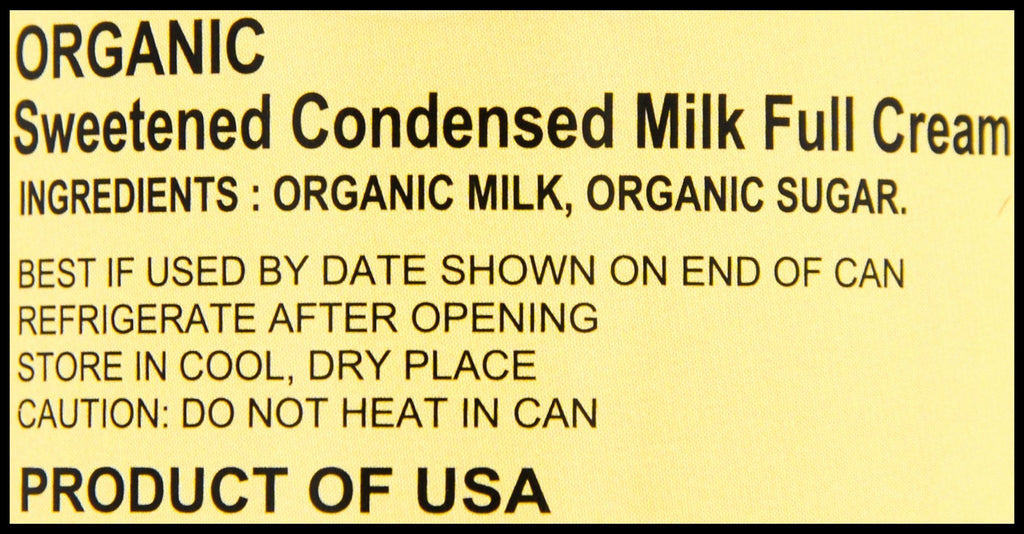 ORGANIC
Sweetened Condensed Milk Full Cream
INGREDIENTS : ORGANIC MILK, ORGANIC SUGAR.
BEST IF USED BY DATE SHOWN ON END OF CAN
REFRIGERATE AFTER OPENING
STORE IN COOL, DRY PLACE
CAUTION: DO NOT HEAT IN CAN
PRODUCT OF USA